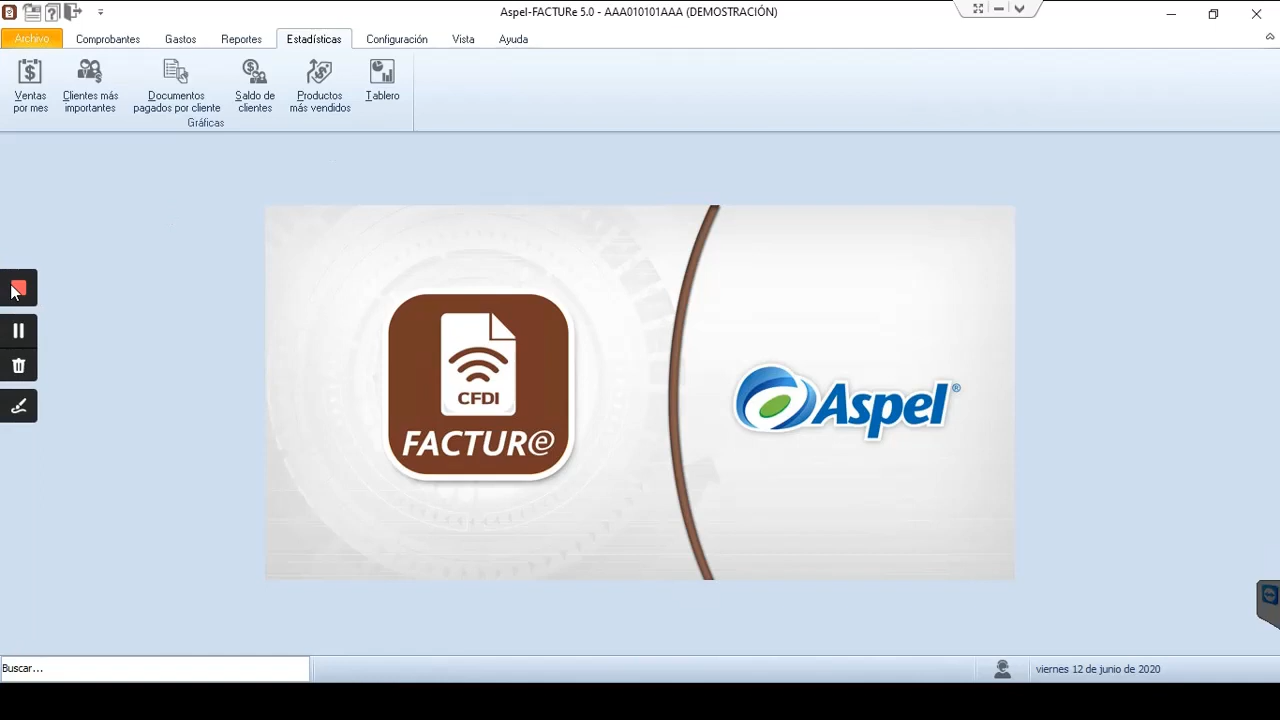 Aspel-FACTURe 5.0 - AAA010101AAA (DEMOSTRACIÓN)
Archivo Comprobantes Gastos Reportes Estadísticas Configuración Vista Ayuda
Ventas por mes
Clientes más importantes
Documentos pagados por cliente
Saldo de clientes
Productos más vendidos
Tablero
Gráficas
CFDI
FACTURe
Aspel®
Buscar...
viernes 12 de junio de 2020